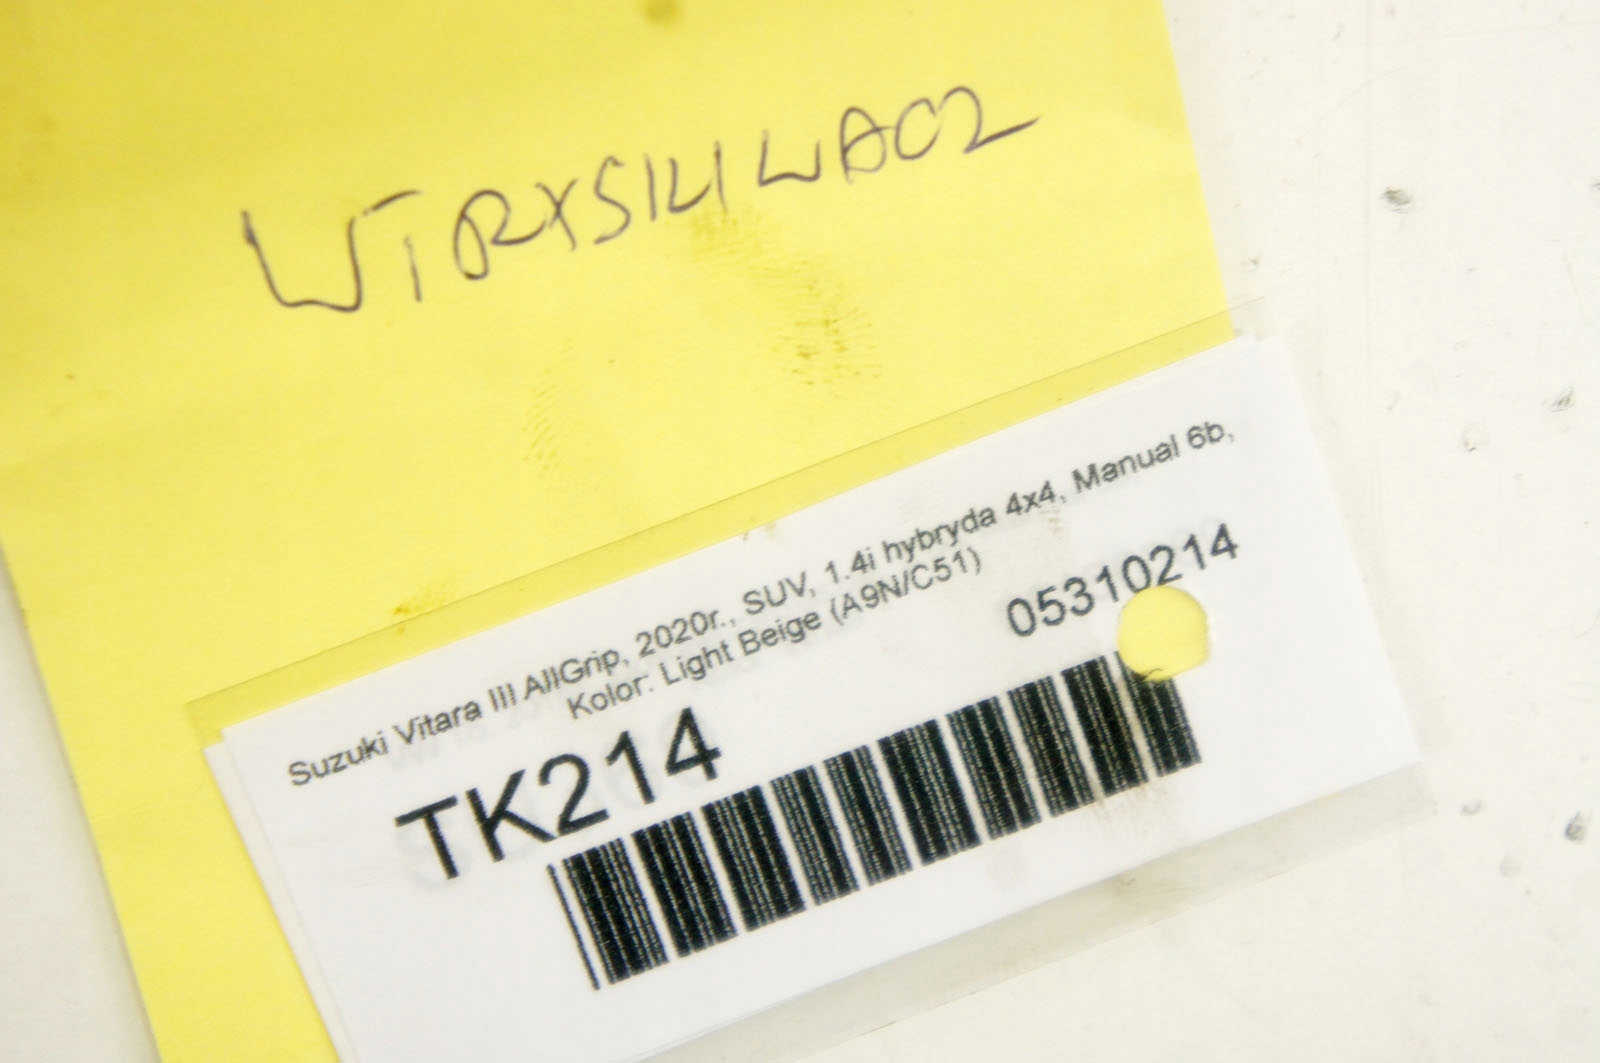 WTRYSKIWACZ
Suzuki Vitara III AllGrip, 2020r., SUV, 1.4i hybryda 4x4, Manual 6b,
Kolor: Light Beige (A9N/C51)
05310214
TK214